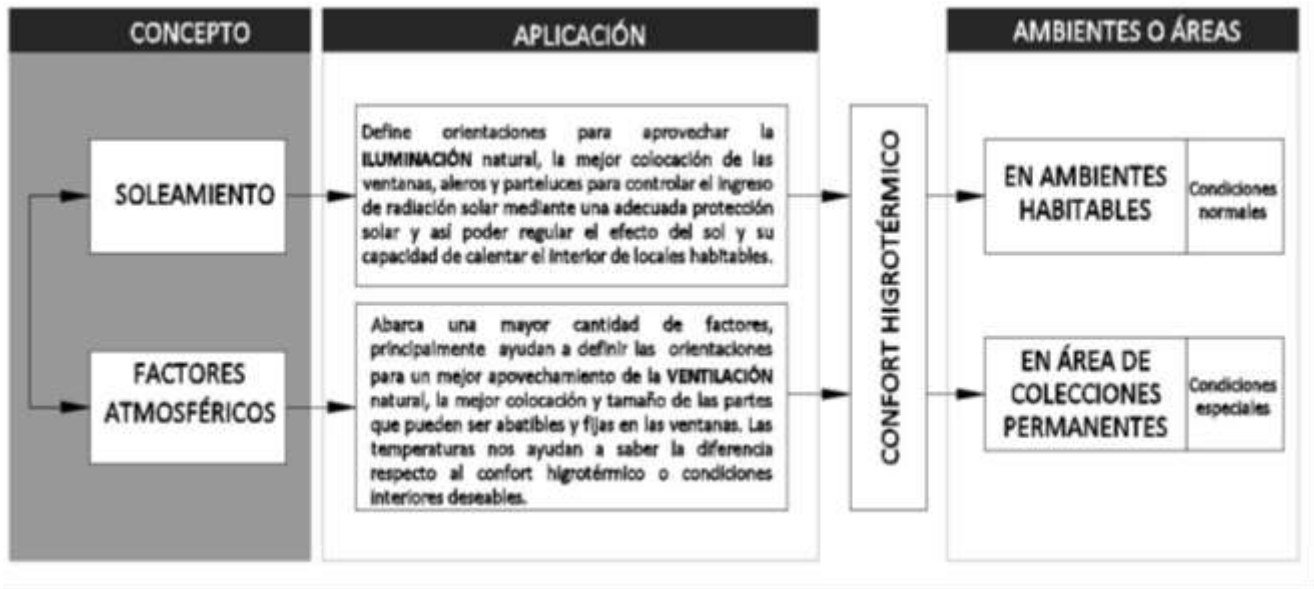 CONCEPTO
APLICACIÓN
AMBIENTES O ÁREAS
SOLEAMIENTO
Define orientaciones para aprovechar la
ILUMINACIÓN natural, la mejor colocación de las
ventanas, aleros y parteluces para controlar el ingreso
de radiación solar mediante una adecuada protección
solar y así poder regular el efecto del sol y su
capacidad de calentar el interior de locales habitables.
FACTORES
ATMOSFÉRICOS
Abarca una mayor cantidad de factores,
principalmente ayudan a definir las orientaciones
para un mejor apovechamiento de la VENTILACIÓN
natural, la mejor colocación y tamaño de las partes
que pueden ser abatibles y fijas en las ventanas. Las
temperaturas nos ayudan a saber la diferencia
respecto al confort higrotérmico o condiciones
interiores deseables.
CONFORT HIGROTÉRMICO
EN AMBIENTES
HABITABLES
Condiciones
normales
EN ÁREA DE
COLECCIONES
PERMANENTES
Condiciones
especiales